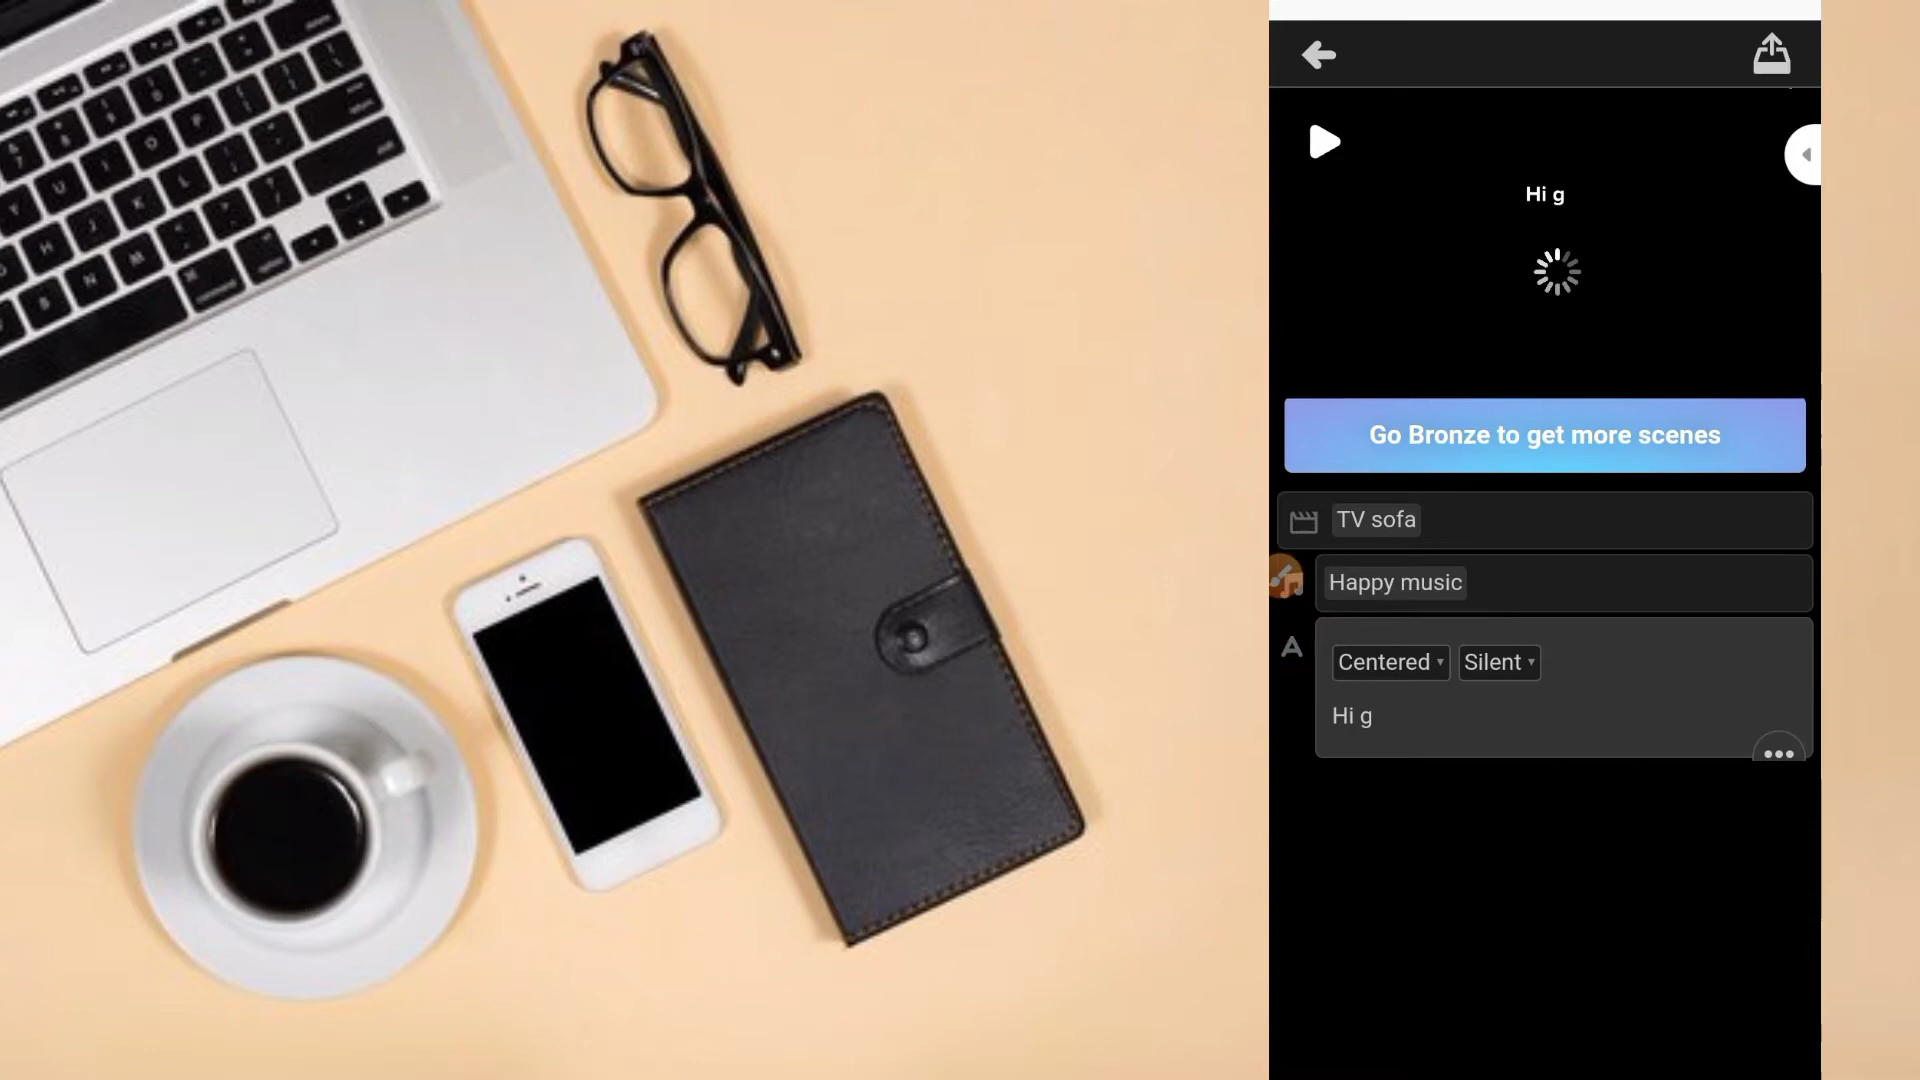 Hi g
Go Bronze to get more scenes
TV sofa
Happy music
Centered
Silent
Hi g